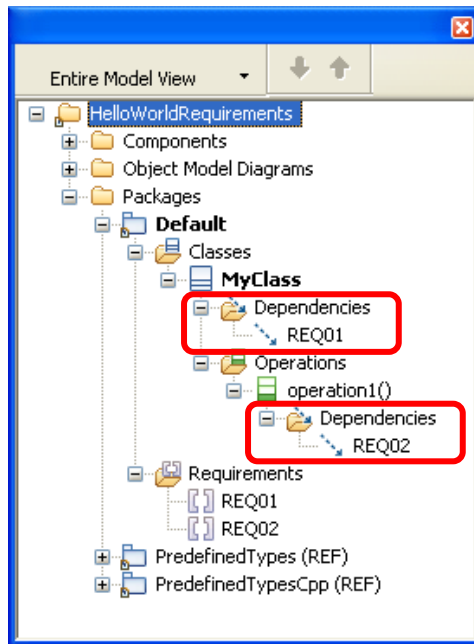 Entire Model View
HelloWorldRequirements
Components
Object Model Diagrams
Packages
Default
Classes
MyClass
Dependencies
REQ01
Operations
operation1()
Dependencies
REQ02
Requirements
REQ01
REQ02
PredefinedTypes (REF)
PredefinedTypesCpp (REF)